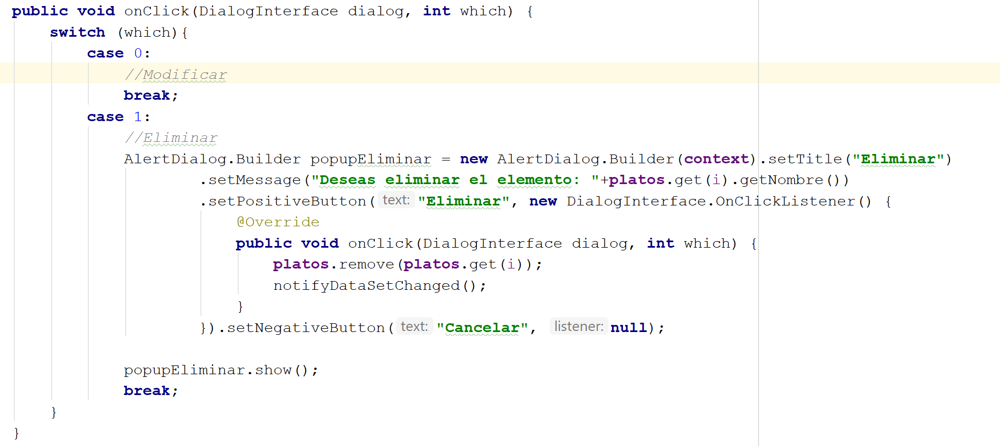 public void onClick(DialogInterface dialog, int which) {
    switch (which){
        case 0:
            //Modificar
            break;
        case 1:
            //Eliminar
            AlertDialog.Builder popupEliminar = new AlertDialog.Builder(context).setTitle("Eliminar")
                    .setMessage("Deseas eliminar el elemento: "+platos.get(i).getNombre())
                    .setPositiveButton( text: "Eliminar", new DialogInterface.OnClickListener() {
                        @Override
                        public void onClick(DialogInterface dialog, int which) {
                            platos.remove(platos.get(i));
                            notifyDataSetChanged();
                        }
                    }).setNegativeButton( text: "Cancelar", listener: null);
            popupEliminar.show();
            break;
    }
}